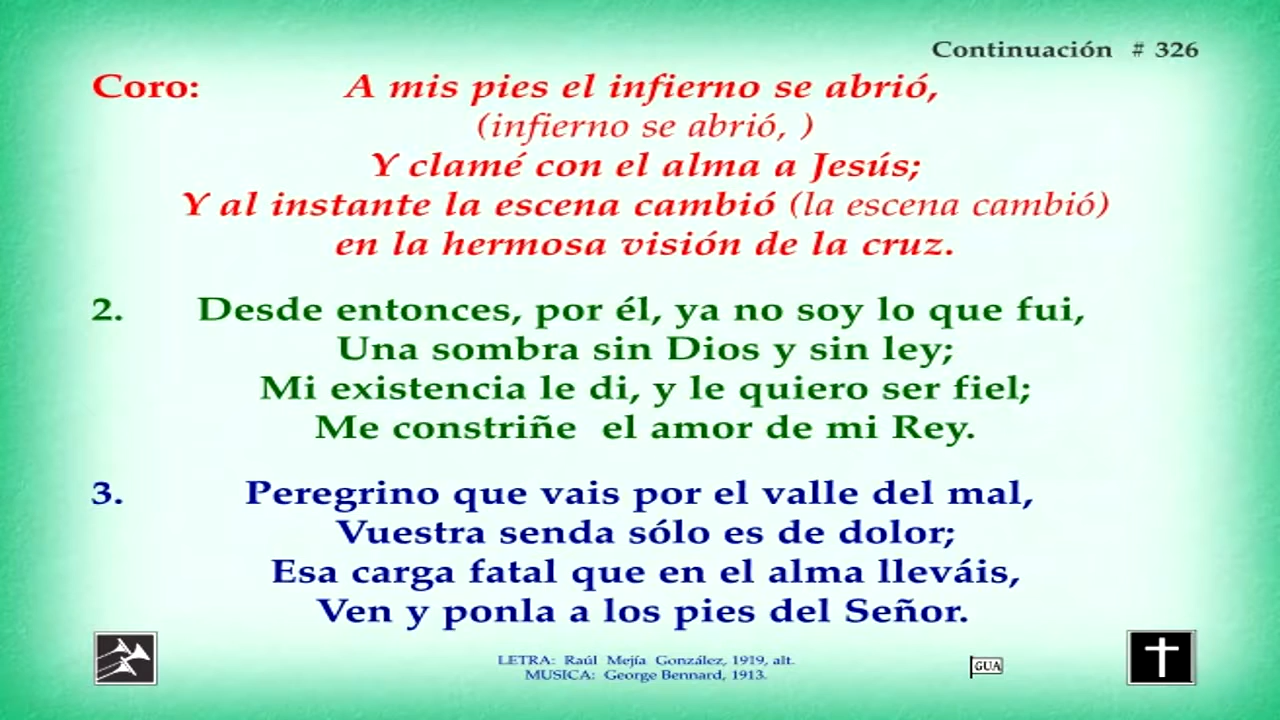 Continuación # 326
Coro: A mis pies el infierno se abrió,
(infierno se abrió, )
Y clamé con el alma a Jesús;
Y al instante la escena cambió (la escena cambió)
en la hermosa visión de la cruz.
2. Desde entonces, por él, ya no soy lo que fui,
Una sombra sin Dios y sin ley;
Mi existencia le di, y le quiero ser fiel;
Me constriñe el amor de mi Rey.
3. Peregrino que vais por el valle del mal,
Vuestra senda sólo es de dolor;
Esa carga fatal que en el alma lleváis,
Ven y ponla a los pies del Señor.
LETRA: Raúl Mejía González, 1919, alt.
MUSICA: George Bennard, 1913.
GUA